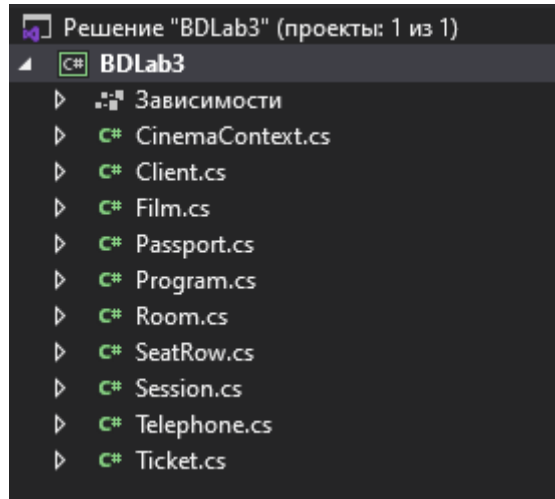 Решение "BDLab3" (проекты: 1 из 1)
C# BDLab3
Зависимости
C# CinemaContext.cs
C# Client.cs
C# Film.cs
C# Passport.cs
C# Program.cs
C# Room.cs
C# SeatRow.cs
C# Session.cs
C# Telephone.cs
C# Ticket.cs